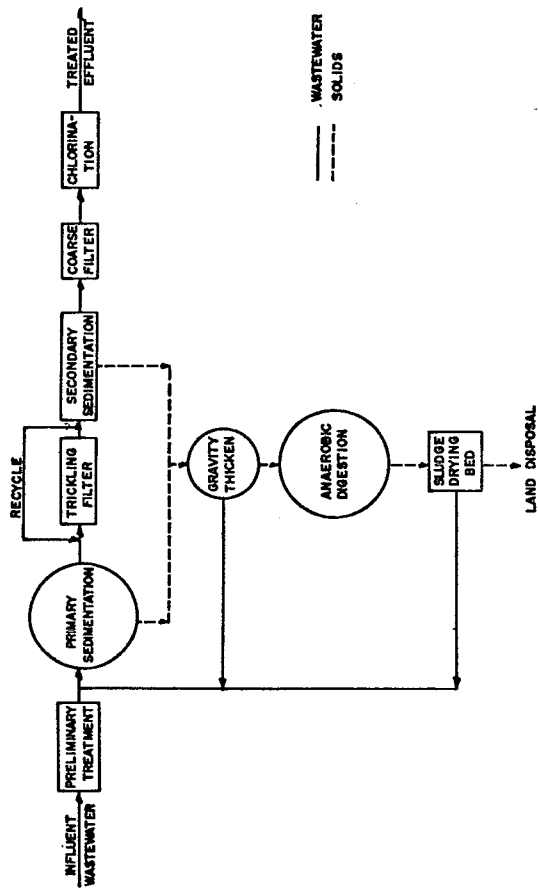 INFLUENT
WASTEWATER
PRELIMINARY
TREATMENT
PRIMARY
SEDIMENTATION
RECYCLE
TRICKLING
FILTER
SECONDARY
SEDIMENTATION
COARSE
FILTER
CHLORINA-
TION
TREATED
EFFLUENT
GRAVITY
THICKEN
ANAEROBIC
DIGESTION
SLUDGE
DRYING
BED
LAND DISPOSAL
WASTEWATER
SOLIDS